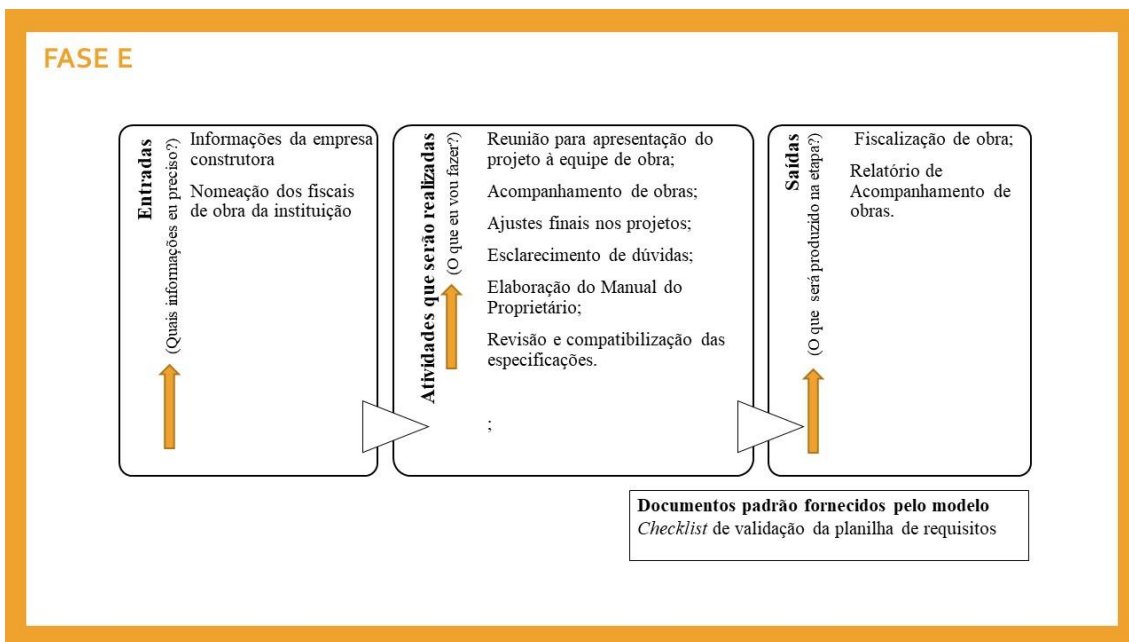 FASE E
Entradas
(Quais informações eu preciso?)
Informações da empresa
construtora
Nomeação dos fiscais
de obra da instituição
Atividades que serão realizadas
(O que eu vou fazer?)
Reunião para apresentação do
projeto à equipe de obra;
Acompanhamento de obras;
Ajustes finais nos projetos;
Esclarecimento de dúvidas;
Elaboração do Manual do
Proprietário;
Revisão e compatibilização das
especificações.
;
Saídas
(O que será produzido na etapa?)
Fiscalização de obra;
Relatório de
Acompanhamento de
obras.
Documentos padrão fornecidos pelo modelo
Checklist de validação da planilha de requisitos